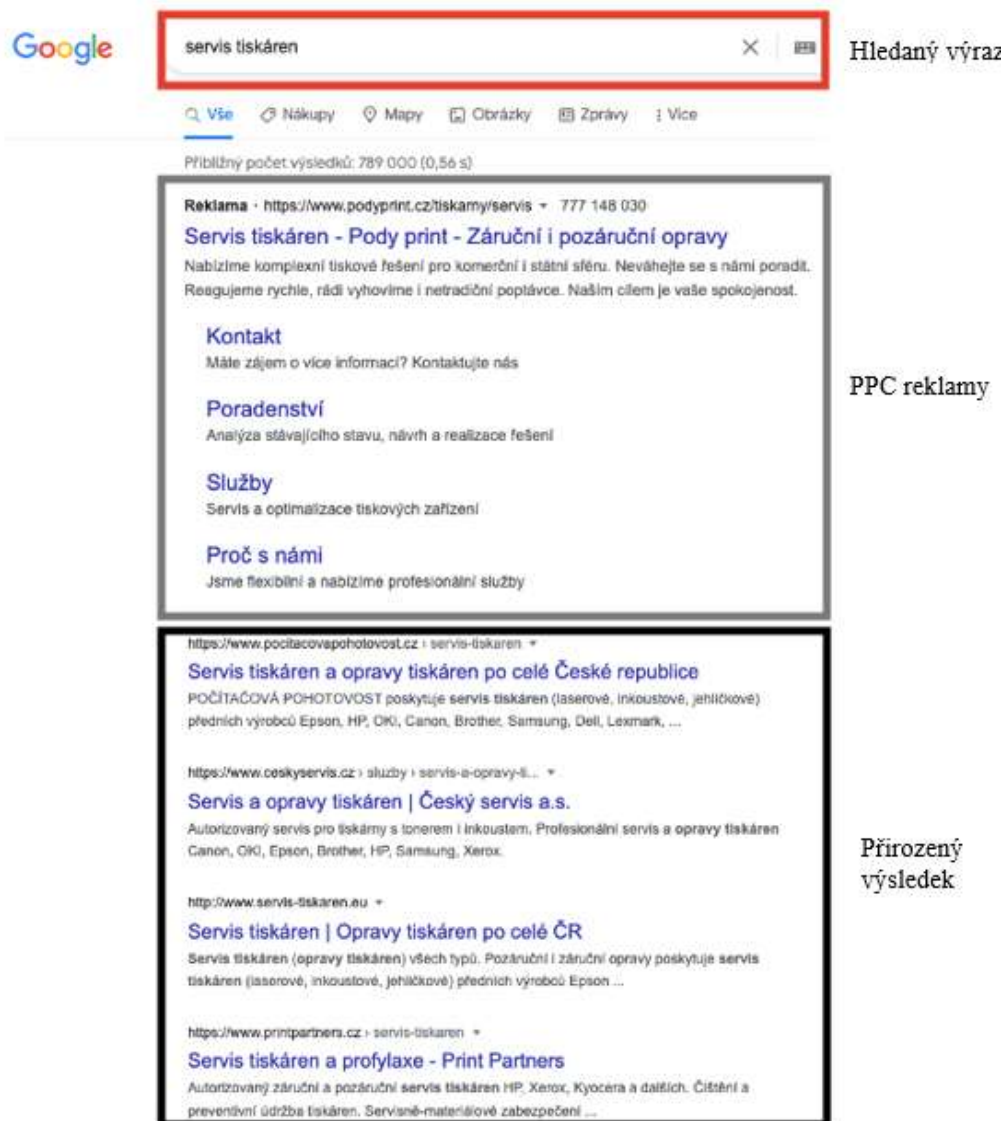 Google
servis tiskáren
Hledaný výraz
Vše Nákupy Mapy Obrázky Zprávy Více
Přibližný počet výsledků: 789 000 (0,56 s)
Reklama · https://www.podyprint.cz/tiskarny/servis 777 148 030
Servis tiskáren - Pody print - Záruční i pozáruční opravy
Nabízíme komplexní tiskové řešení pro komerční i státní sféru. Neváhejte se s námi poradit.
Reagujeme rychle, rádi vyhovíme i netradiční poptávce. Naším cílem je vaše spokojenost.
Kontakt
Máte zájem o více informací? Kontaktujte nás
PPC reklamy
Poradenství
Analýza stávajícího stavu, návrh a realizace řešení
Služby
Servis a optimalizace tiskových zařízení
Proč s námi
Jsme flexibilní a nabízíme profesionální služby
https://www.pocitacovapohotovost.cz › servis-tiskaren
Servis tiskáren a opravy tiskáren po celé České republice
POČÍTAČOVÁ POHOTOVOST poskytuje servis tiskáren (laserové, inkoustové, jehličkové)
předních výrobců Epson, HP, OKI, Canon, Brother, Samsung, Dell, Lexmark, ...
https://www.ceskyservis.cz › sluzby › servis-a-opravy-ti...
Servis a opravy tiskáren | Český servis a.s.
Autorizovaný servis pro tiskárny s tonerem i inkoustem. Profesionální servis a opravy tiskáren
Canon, OKI, Epson, Brother, HP, Samsung, Xerox.
Přirozený
výsledek
http://www.servis-tiskaren.eu
Servis tiskáren | Opravy tiskáren po celé ČR
Servis tiskáren (opravy tiskáren) všech typů. Pozáruční i záruční opravy poskytuje servis
tiskáren (laserové, inkoustové, jehličkové) předních výrobců Epson ...
https://www.printpartners.cz › servis-tiskaren
Servis tiskáren a profylaxe - Print Partners
Autorizovaný záruční a pozáruční servis tiskáren HP, Xerox, Kyocera a dalších. Čištění a
preventivní údržba tiskáren. Servisně-materiálové zabezpečení ...